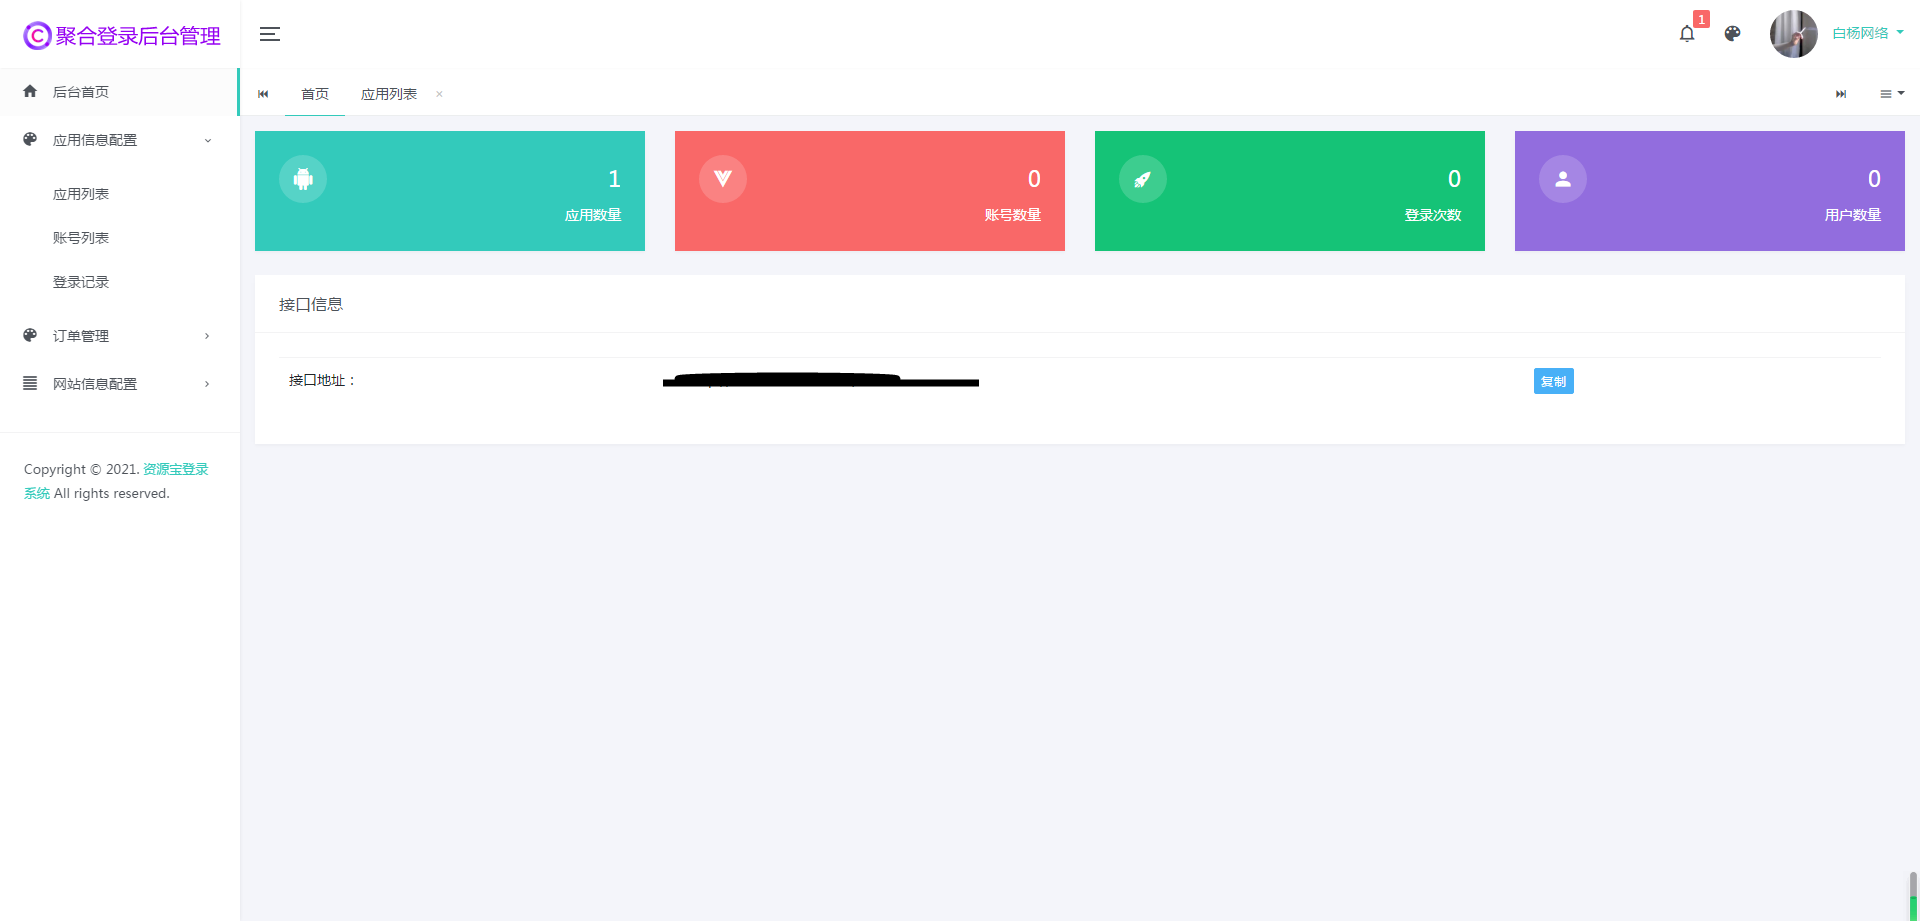 聚合登录后台管理
1
白杨网络
后台首页
首页
应用列表
×
应用信息配置
应用列表
账号列表
登录记录
订单管理
网站信息配置
Copyright © 2021. 资源宝登录
系统 All rights reserved.
1
应用数量
0
账号数量
0
登录次数
0
用户数量
接口信息
接口地址：
复制